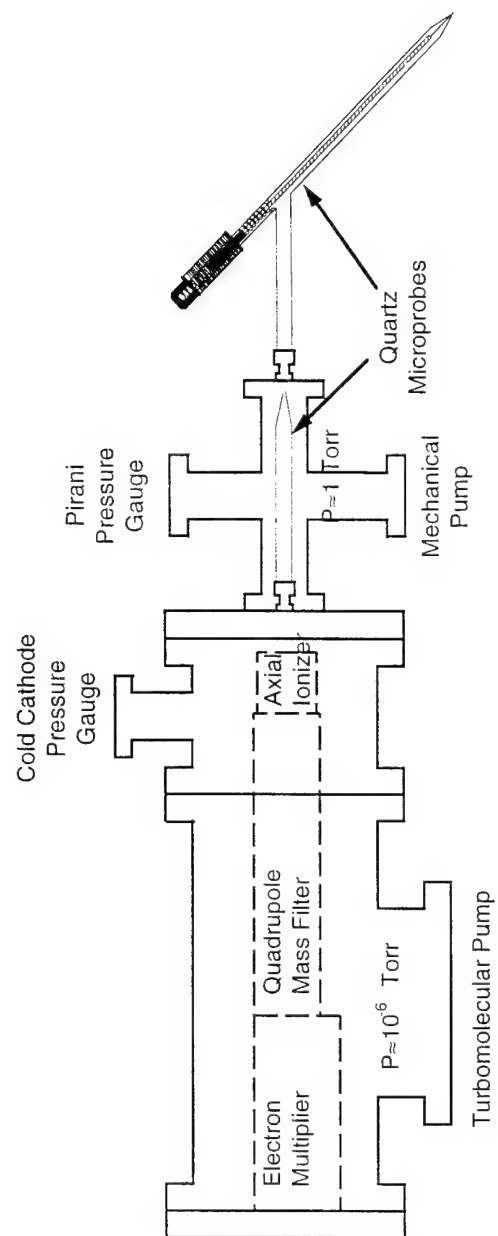 Cold Cathode
Pressure
Gauge
Pirani
Pressure
Gauge
Electron
Multiplier
Quadrupole
Mass Filter
Axial
Ionizer
P≈1 Torr
P≈10⁻⁶ Torr
Turbomolecular Pump
Mechanical
Pump
Quartz
Microprobes